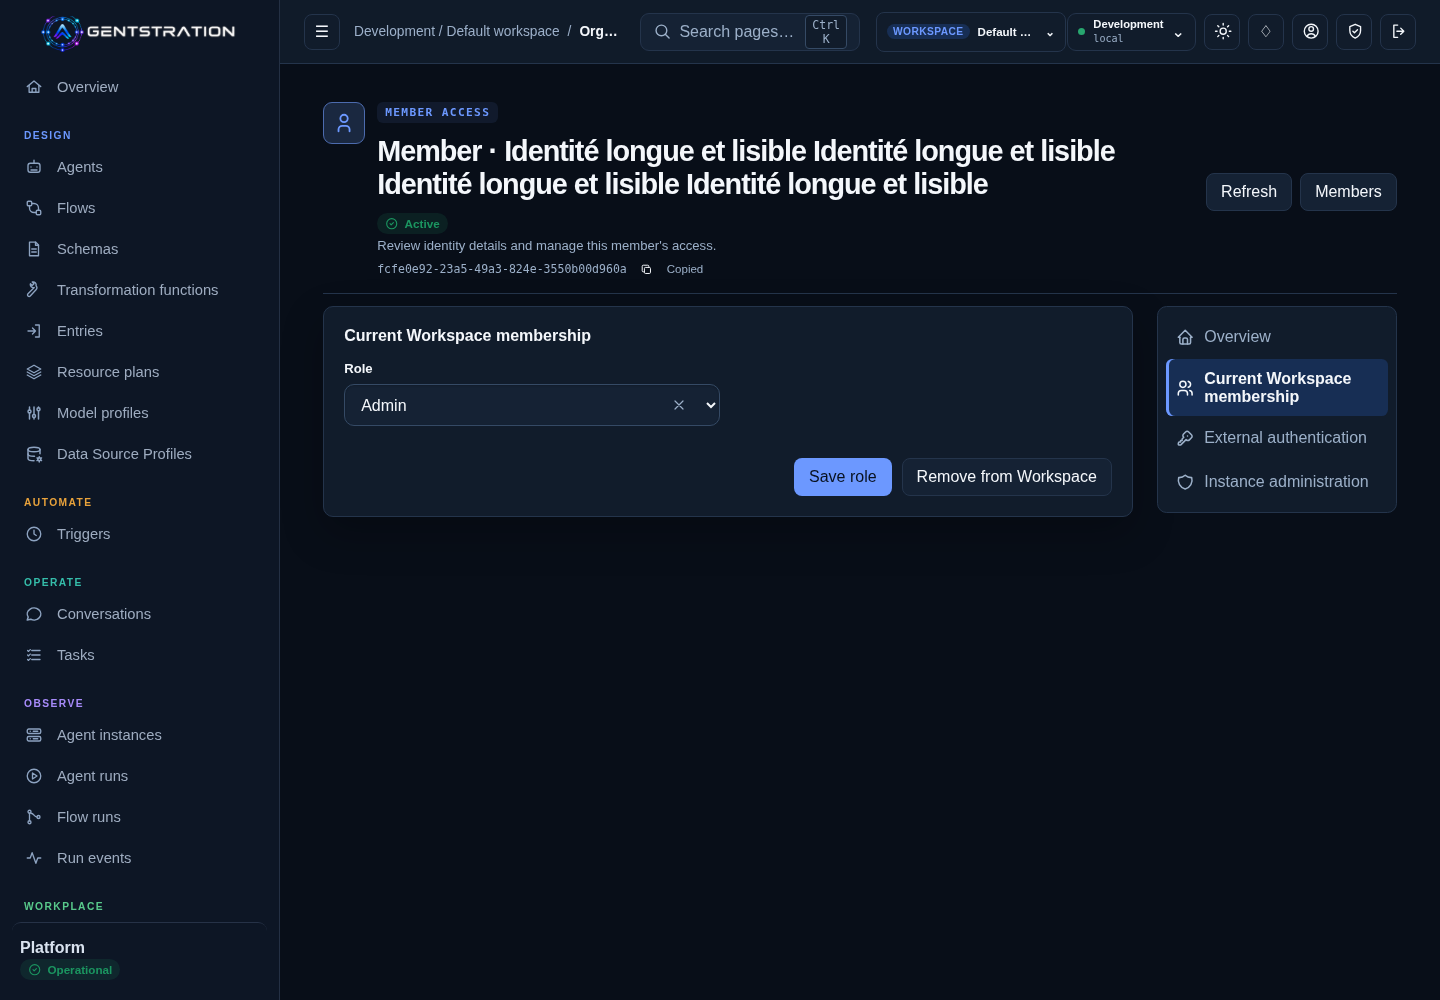 GENTSTRATION
Overview
DESIGN
Agents
Flows
Schemas
Transformation functions
Entries
Resource plans
Model profiles
Data Source Profiles
AUTOMATE
Triggers
OPERATE
Conversations
Tasks
OBSERVE
Agent instances
Agent runs
Flow runs
Run events
WORKPLACE
Platform
Operational
Development / Default workspace / Org…
Search pages…
Ctrl
K
WORKSPACE Default …
Development
local
MEMBER ACCESS
Member · Identité longue et lisible Identité longue et lisible
Identité longue et lisible Identité longue et lisible
Active
Review identity details and manage this member's access.
fcfe0e92-23a5-49a3-824e-3550b00d960a Copied
Refresh
Members
Current Workspace membership
Role
Admin
Save role
Remove from Workspace
Overview
Current Workspace
membership
External authentication
Instance administration